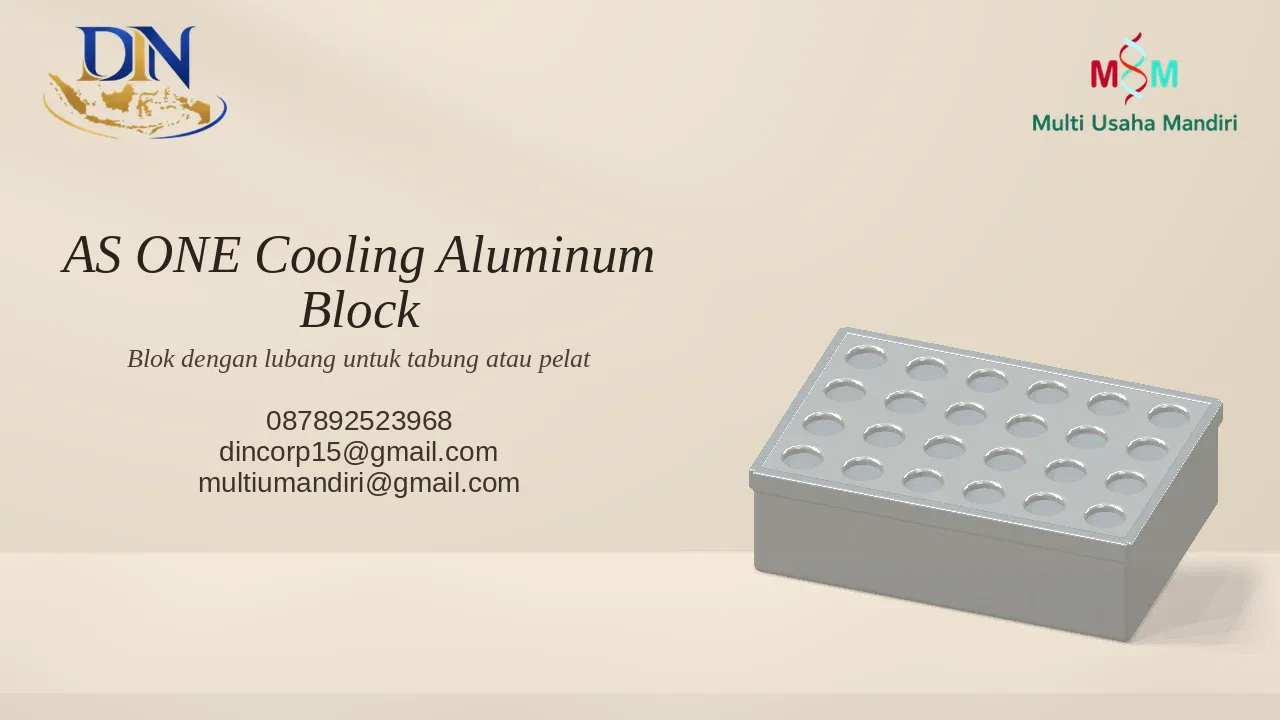 DN
M M
Multi Usaha Mandiri
AS ONE Cooling Aluminum
Block
Blok dengan lubang untuk tabung atau pelat
087892523968
dincorp15@gmail.com
multiumandiri@gmail.com